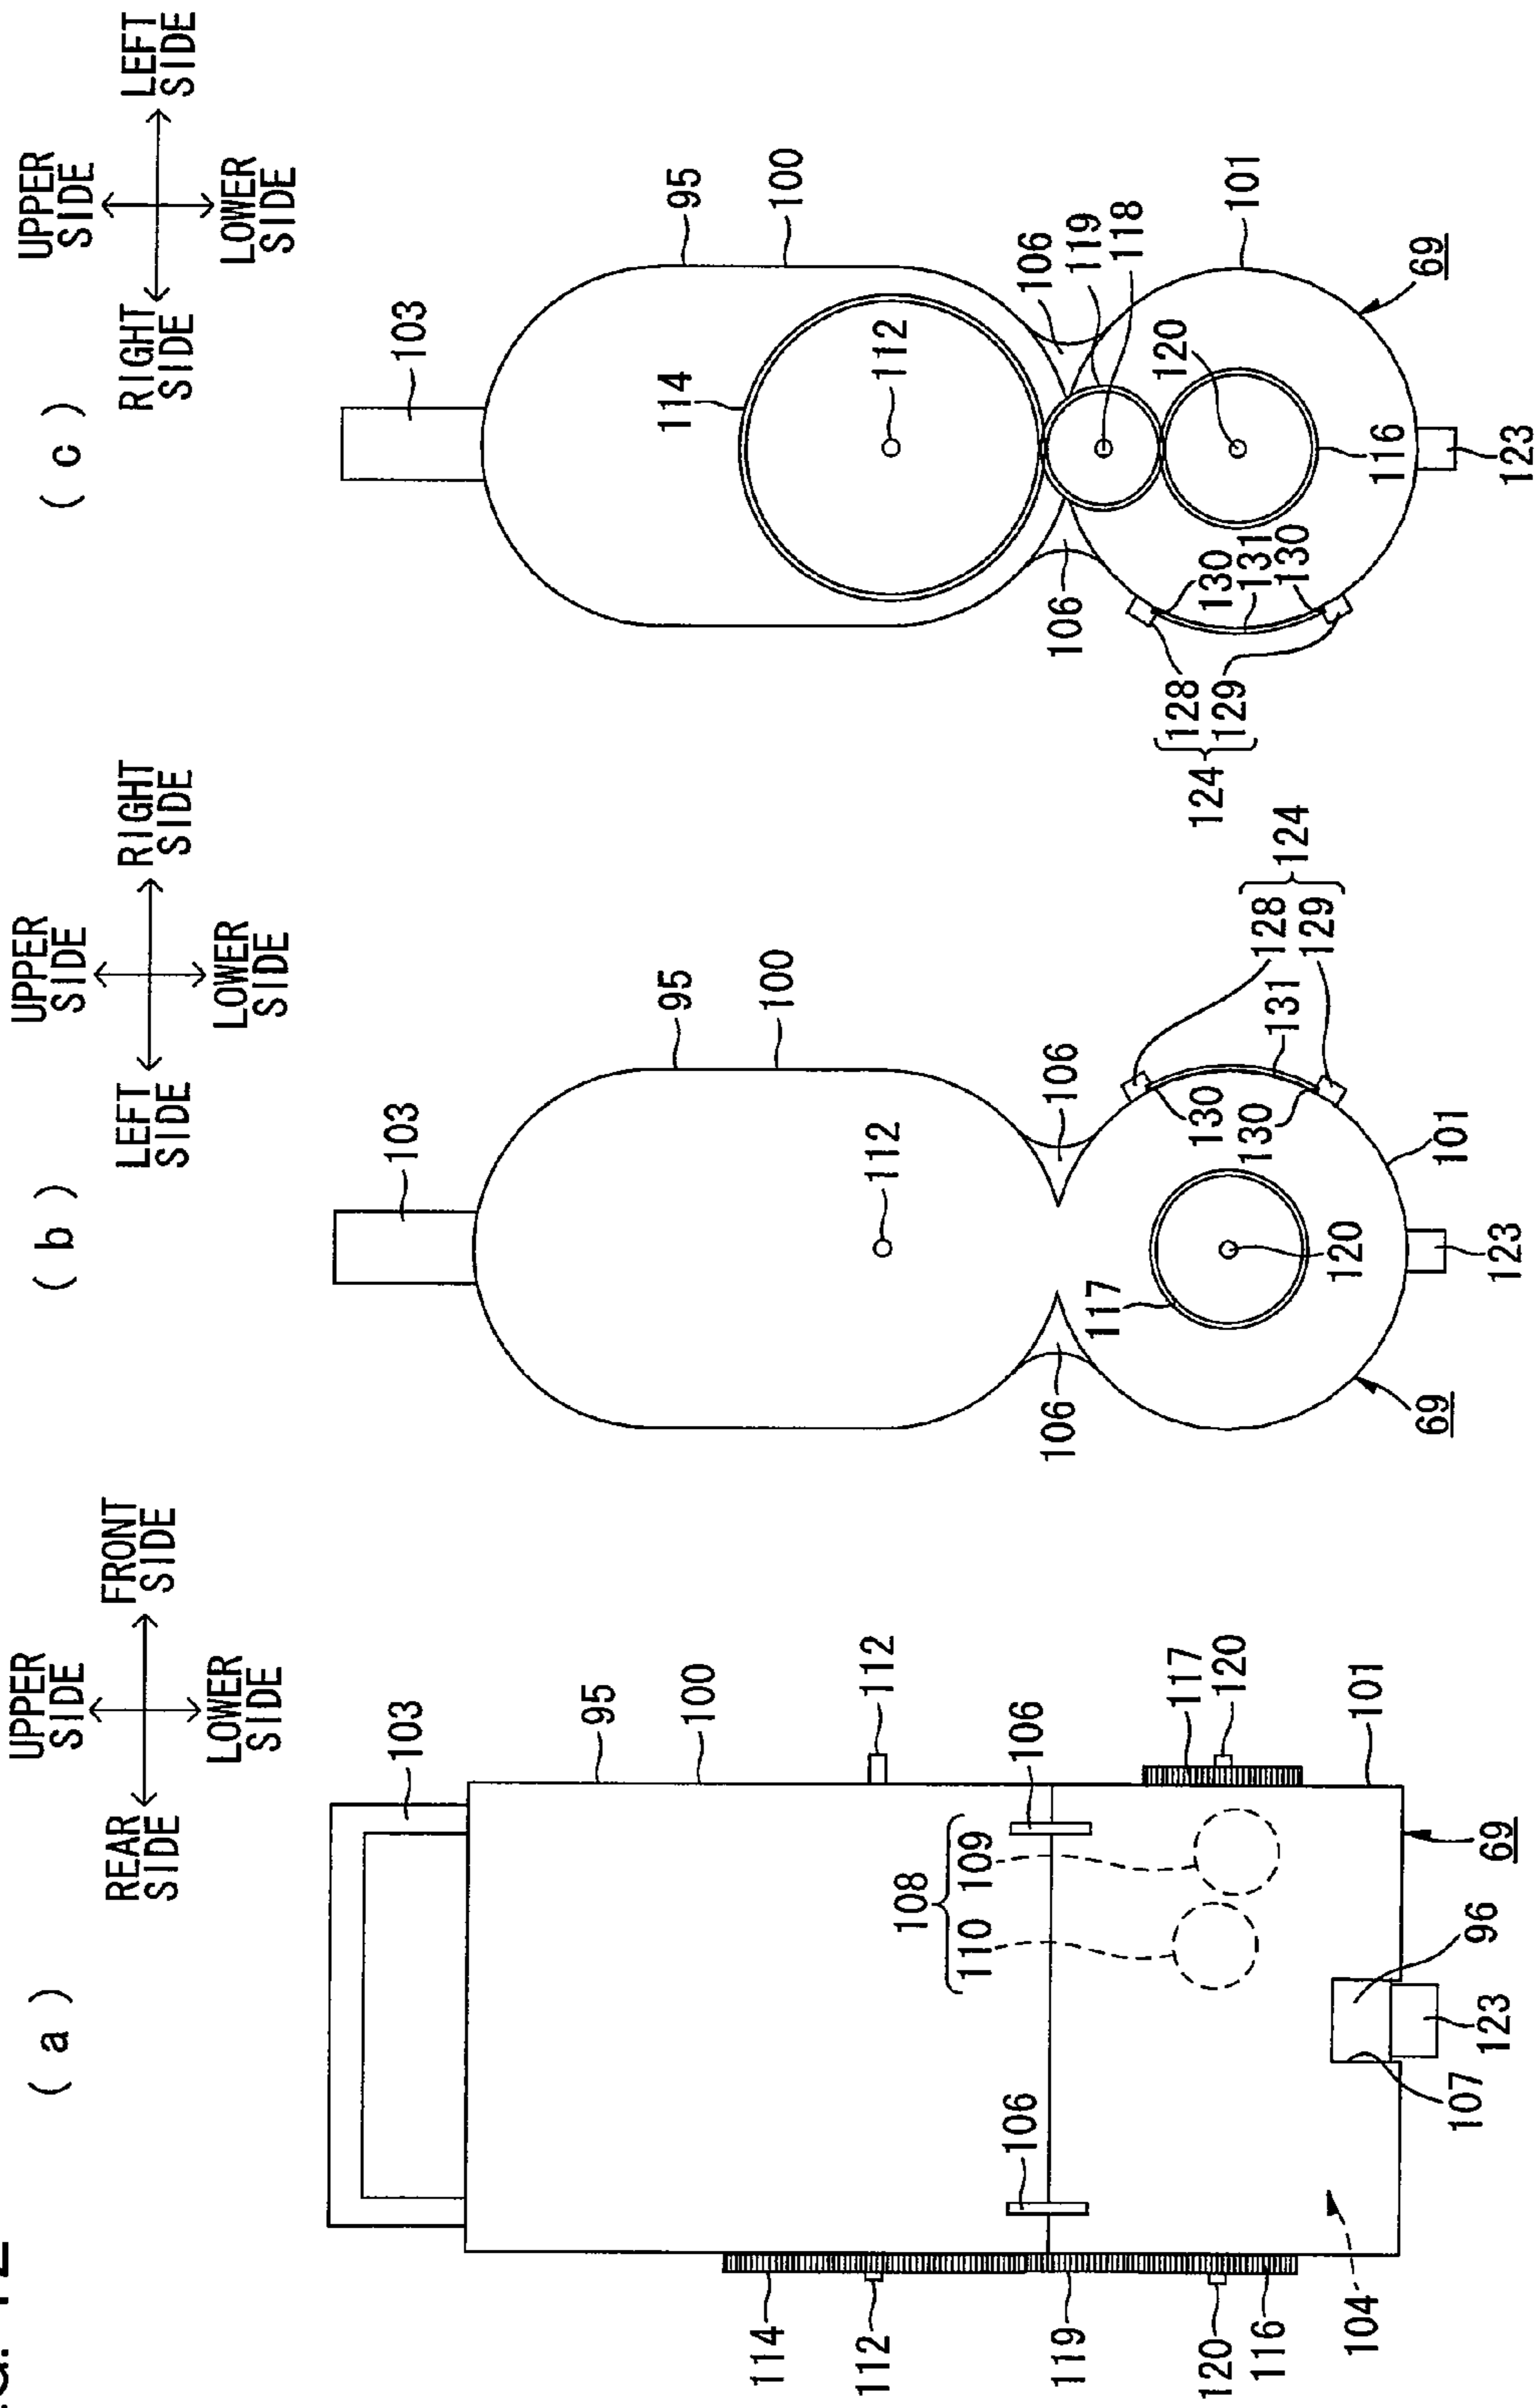 ( a )
UPPER
SIDE
REAR
SIDE
FRONT
SIDE
LOWER
SIDE
103
95
100
112
106
108
110 109
106
117
120
101
114
112
119
120
116
104
107
123
96
69
( b )
UPPER
SIDE
LEFT
SIDE
RIGHT
SIDE
LOWER
SIDE
103
95
100
112
106
106
117
128
129
124
130
130
131
120
101
123
69
( c )
UPPER
SIDE
RIGHT
SIDE
LEFT
SIDE
LOWER
SIDE
103
95
100
114
112
106
119
118
106
120
101
128
129
124
130
131
130
116
69
123